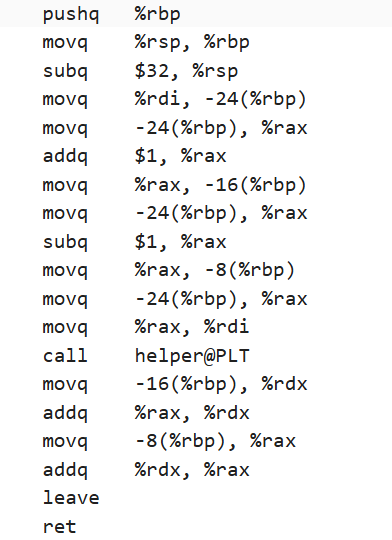 pushq %rbp
movq %rsp, %rbp
subq $32, %rsp
movq %rdi, -24(%rbp)
movq -24(%rbp), %rax
addq $1, %rax
movq %rax, -16(%rbp)
movq -24(%rbp), %rax
subq $1, %rax
movq %rax, -8(%rbp)
movq -24(%rbp), %rax
movq %rax, %rdi
call helper@PLT
movq -16(%rbp), %rdx
addq %rax, %rdx
movq -8(%rbp), %rax
addq %rdx, %rax
leave
ret